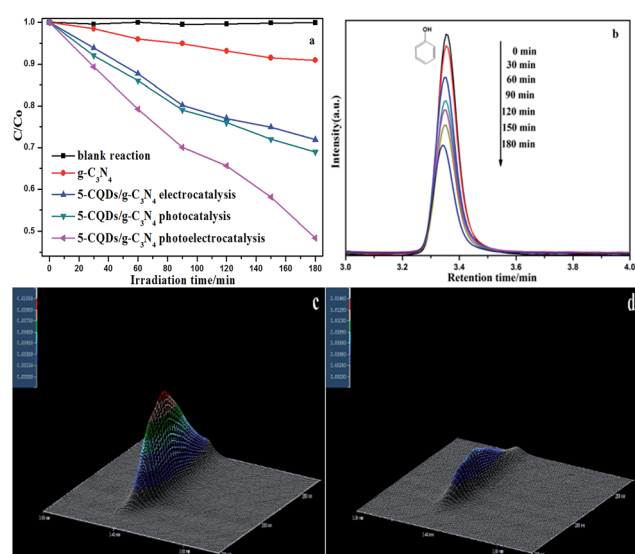 a
C/Co
1.0
0.9
0.8
0.7
0.6
0.5
blank reaction
g-C₃N₄
5-CQDs/g-C₃N₄ electrocatalysis
5-CQDs/g-C₃N₄ photocatalysis
5-CQDs/g-C₃N₄ photoelectrocatalysis
0 20 40 60 80 100 120 140 160 180
Irradiation time/min
b
Intensity(a.u.)
OH
0 min
30 min
60 min
90 min
120 min
150 min
180 min
3.0 3.2 3.4 3.6 3.8 4.0
Retention time/min
c
d